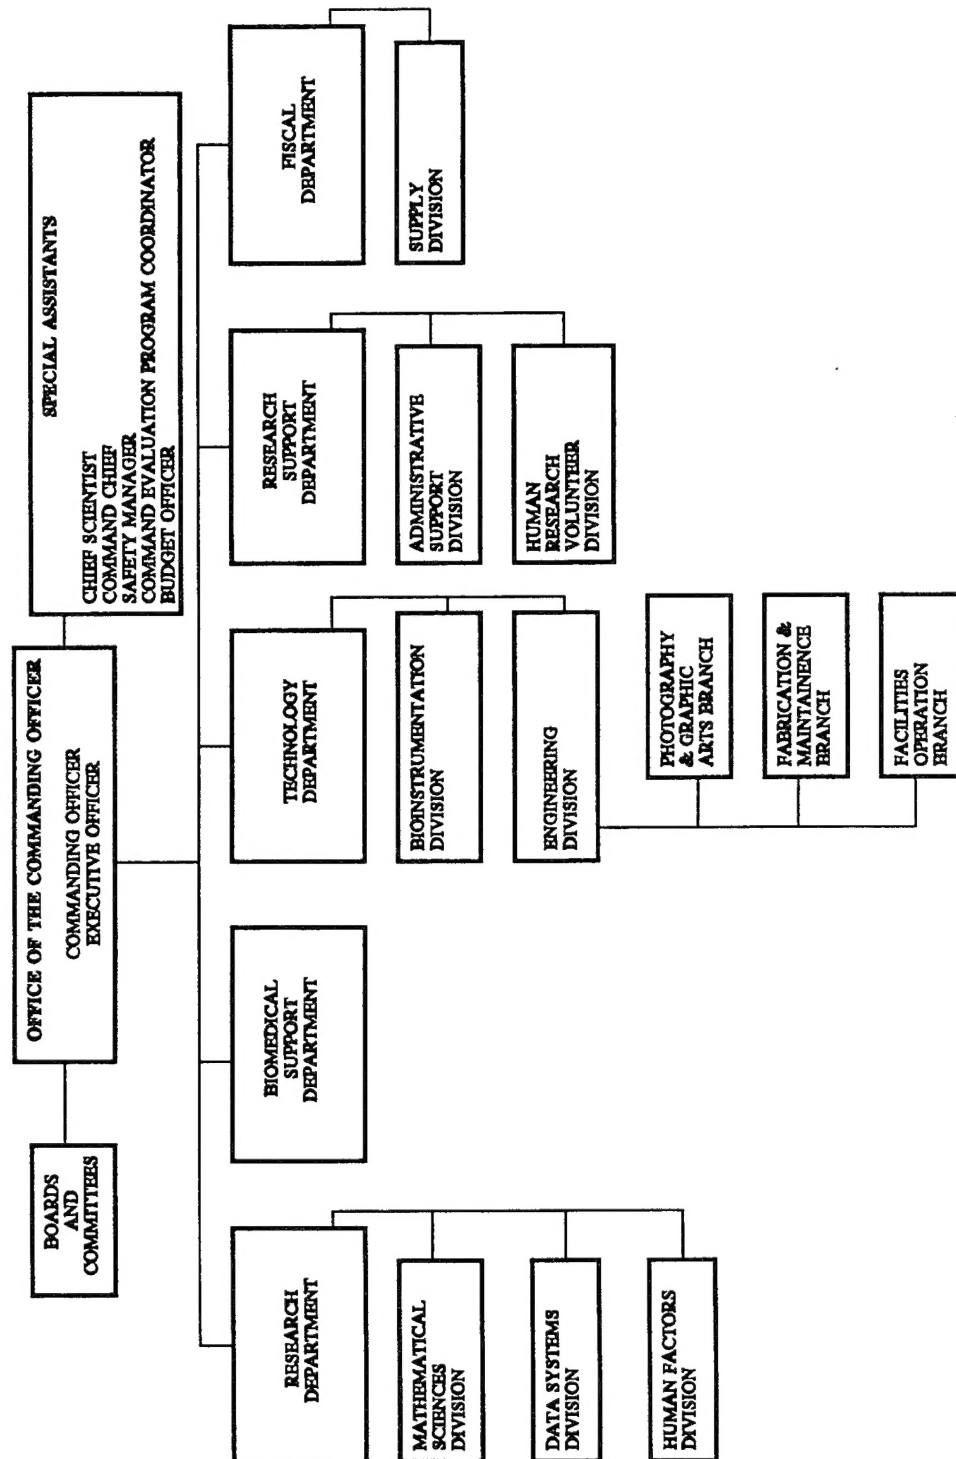 BOARDS
AND
COMMITTEES
OFFICE OF THE COMMANDING OFFICER
COMMANDING OFFICER
EXECUTIVE OFFICER
SPECIAL ASSISTANTS
CHIEF SCIENTIST
COMMAND CHIEF
SAFETY MANAGER
COMMAND EVALUATION PROGRAM COORDINATOR
BUDGET OFFICER
RESEARCH
DEPARTMENT
MATHEMATICAL
SCIENCES
DIVISION
DATA SYSTEMS
DIVISION
HUMAN FACTORS
DIVISION
BIOMEDICAL
SUPPORT
DEPARTMENT
TECHNOLOGY
DEPARTMENT
BIOINSTRUMENTATION
DIVISION
ENGINEERING
DIVISION
PHOTOGRAPHY
& GRAPHIC
ARTS BRANCH
FABRICATION &
MAINTAINENCE
BRANCH
FACILITIES
OPERATION
BRANCH
RESEARCH
SUPPORT
DEPARTMENT
ADMINISTRATIVE
SUPPORT
DIVISION
HUMAN
RESEARCH
VOLUNTEER
DIVISION
FISCAL
DEPARTMENT
SUPPLY
DIVISION